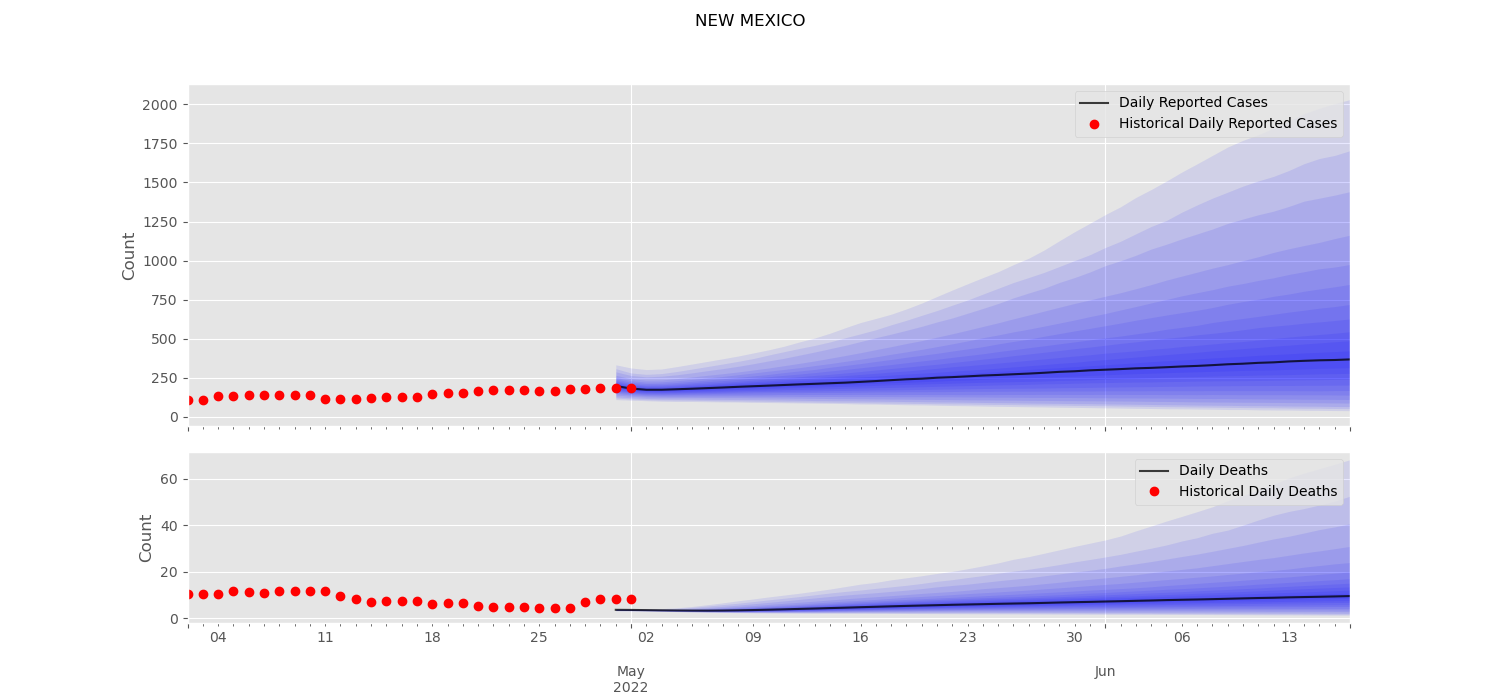 NEW MEXICO
2000
1750
1500
1250
1000
750
500
250
0
Count
Daily Reported Cases
Historical Daily Reported Cases
60
40
20
0
Count
Daily Deaths
Historical Daily Deaths
04 11 18 25 02 09 16 23 30 06 13
May Jun
2022